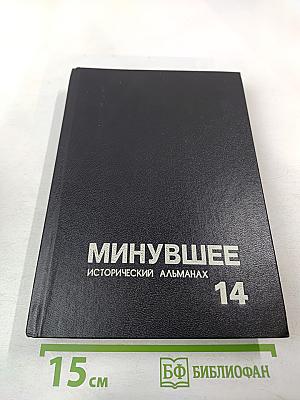 МИНУВШЕЕ
ИСТОРИЧЕСКИЙ АЛЬМАНАХ
14
15 см
БФ БИБЛИОФАН